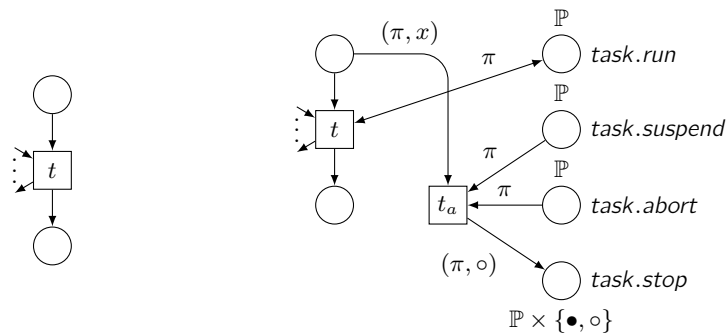 t
(π, x)
ℙ
π
task.run
t
ℙ
task.suspend
π
ℙ
π
t_a
task.abort
(π, ∘)
task.stop
ℙ × {•, ∘}